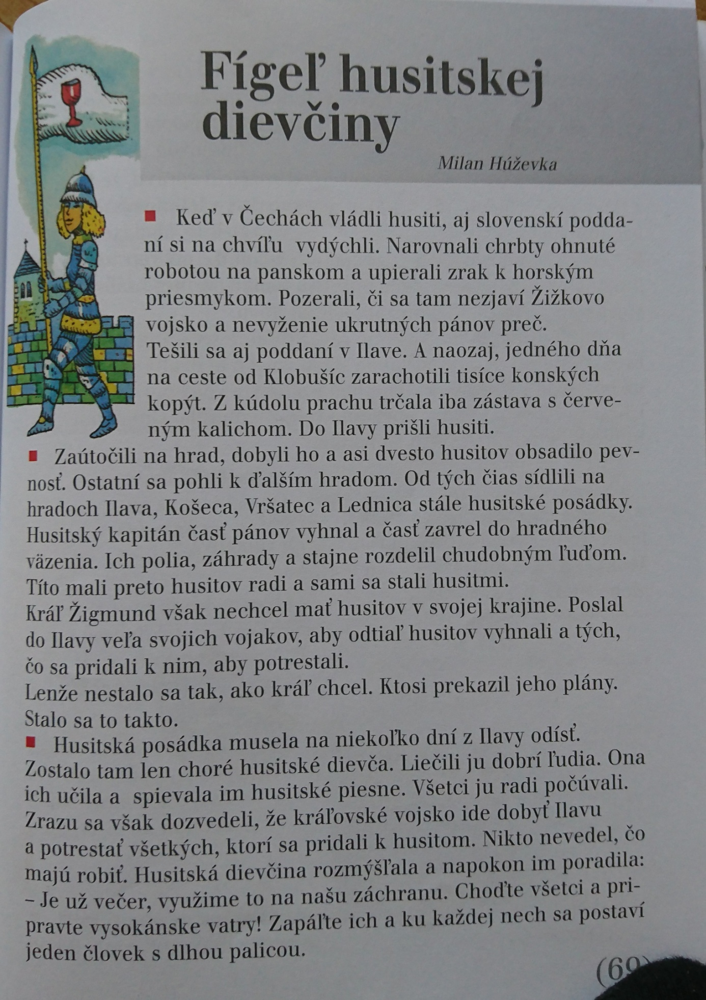 Fígeľ husitskej
dievčiny
Milan Húževka
Keď v Čechách vládli husiti, aj slovenskí podda-
ní si na chvíľu vydýchli. Narovnali chrbty ohnuté
robotou na panskom a upierali zrak k horským
priesmykom. Pozerali, či sa tam nezjaví Žižkovo
vojsko a nevyženie ukrutných pánov preč.
Tešili sa aj poddaní v Ilave. A naozaj, jedného dňa
na ceste od Klobušíc zarachotili tisíce konských
kopýt. Z kúdolu prachu trčala iba zástava s červe-
ným kalichom. Do Ilavy prišli husiti.
Zaútočili na hrad, dobyli ho a asi dvesto husitov obsadilo pev-
nosť. Ostatní sa pohli k ďalším hradom. Od tých čias sídlili na
hradoch Ilava, Košeca, Vršatec a Lednica stále husitské posádky.
Husitský kapitán časť pánov vyhnal a časť zavrel do hradného
väzenia. Ich polia, záhrady a stajne rozdelil chudobným ľuďom.
Títo mali preto husitov radi a sami sa stali husitmi.
Kráľ Žigmund však nechcel mať husitov v svojej krajine. Poslal
do Ilavy veľa svojich vojakov, aby odtiaľ husitov vyhnali a tých,
čo sa pridali k nim, aby potrestali.
Lenže nestalo sa tak, ako kráľ chcel. Ktosi prekazil jeho plány.
Stalo sa to takto.
Husitská posádka musela na niekoľko dní z Ilavy odísť.
Zostalo tam len choré husitské dievča. Liečili ju dobrí ľudia. Ona
ich učila a spievala im husitské piesne. Všetci ju radi počúvali.
Zrazu sa však dozvedeli, že kráľovské vojsko ide dobyť Ilavu
a potrestať všetkých, ktorí sa pridali k husitom. Nikto nevedel, čo
majú robiť. Husitská dievčina rozmýšľala a napokon im poradila:
– Je už večer, využime to na našu záchranu. Choďte všetci a pri-
pravte vysokánske vatry! Zapáľte ich a ku každej nech sa postaví
jeden človek s dlhou palicou.
(69)